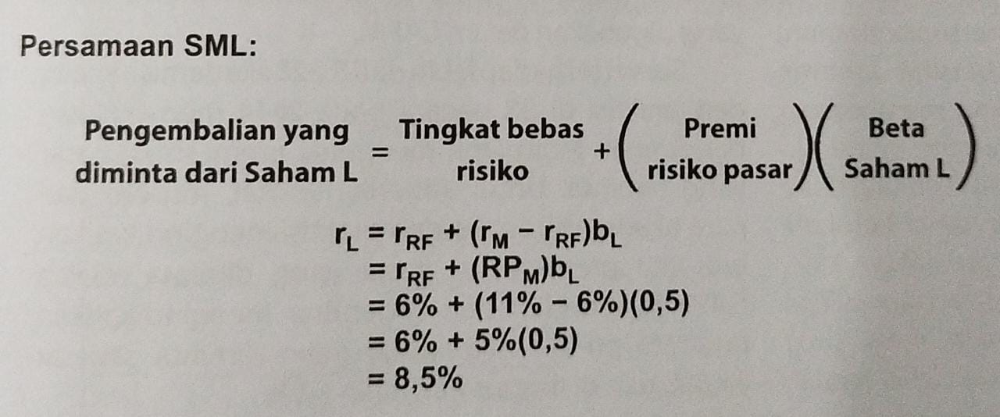 Persamaan SML:
Pengembalian yang diminta dari Saham L = Tingkat bebas risiko + (Premi risiko pasar)(Beta Saham L)
r_L = r_RF + (r_M − r_RF)b_L
= r_RF + (RP_M)b_L
= 6% + (11% − 6%)(0,5)
= 6% + 5%(0,5)
= 8,5%